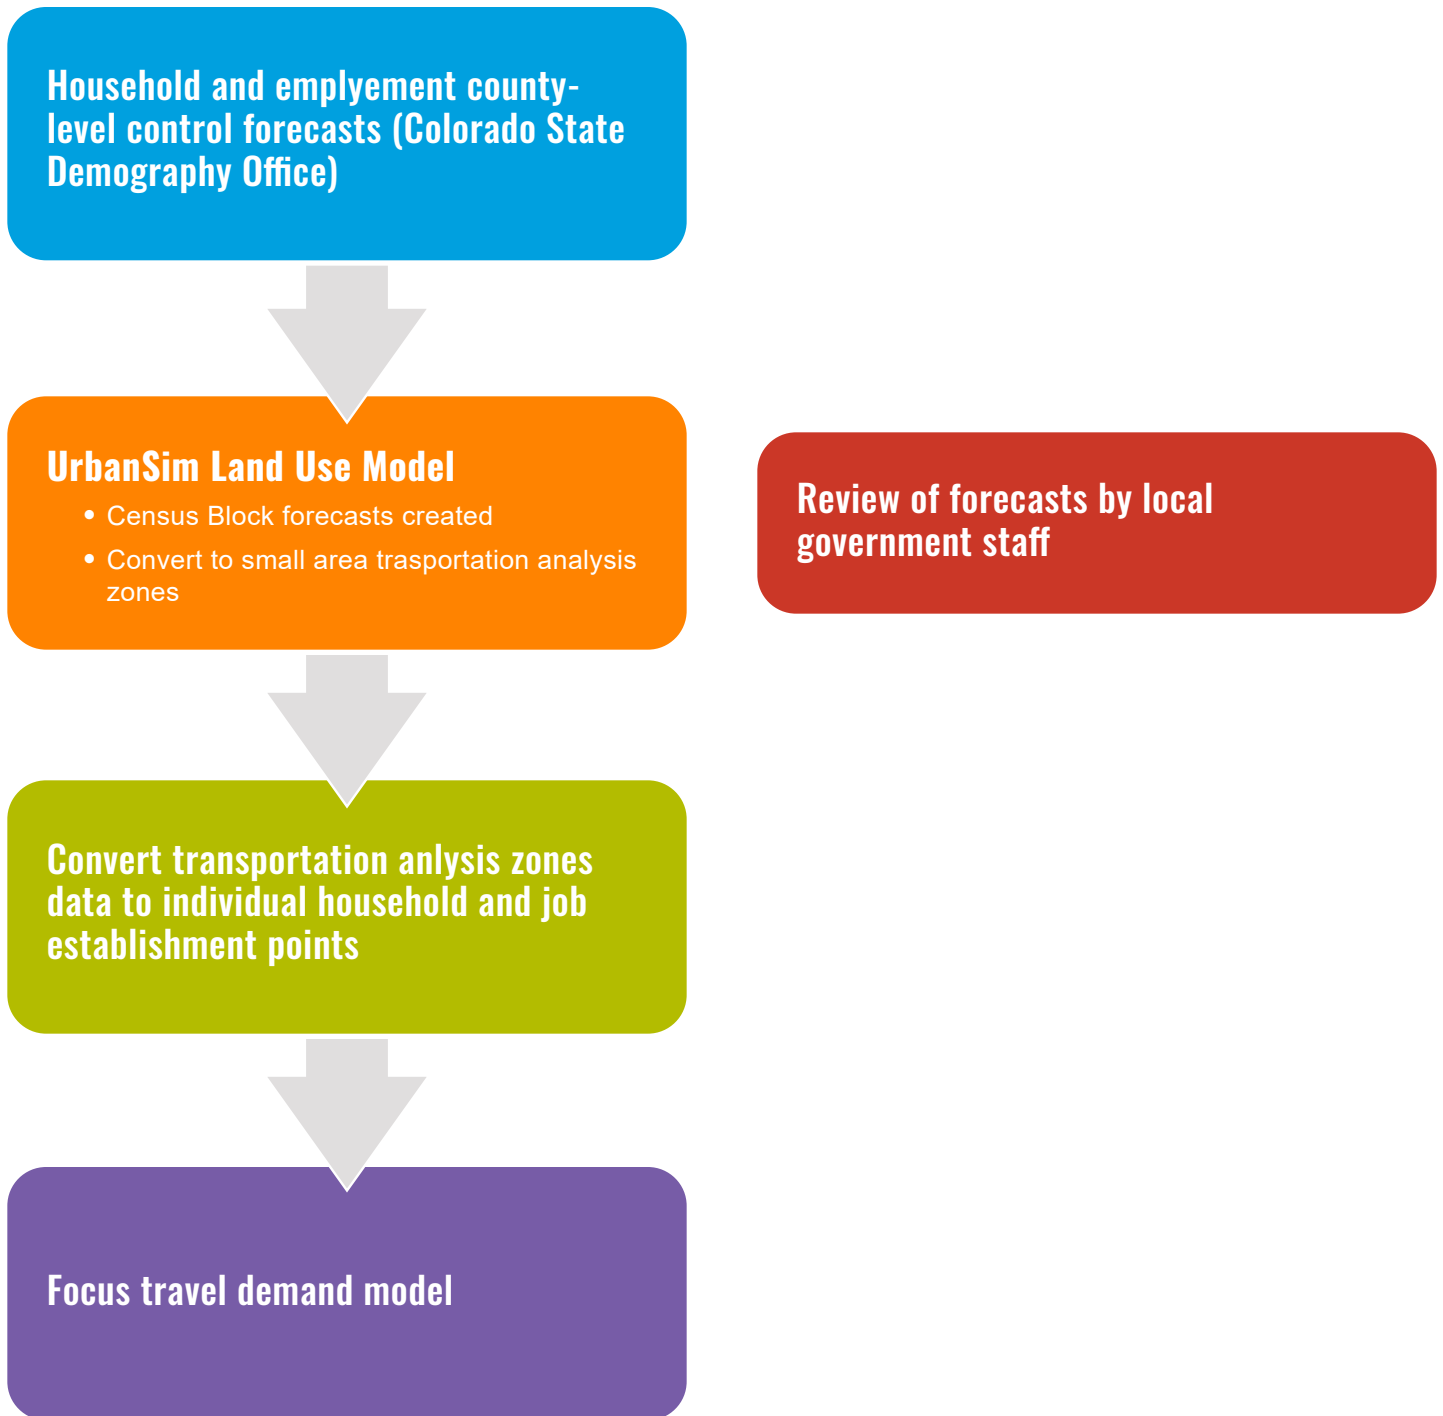 Household and emplyement county-
level control forecasts (Colorado State
Demography Office)
UrbanSim Land Use Model
• Census Block forecasts created
• Convert to small area trasportation analysis
zones
Review of forecasts by local
government staff
Convert transportation anlysis zones
data to individual household and job
establishment points
Focus travel demand model